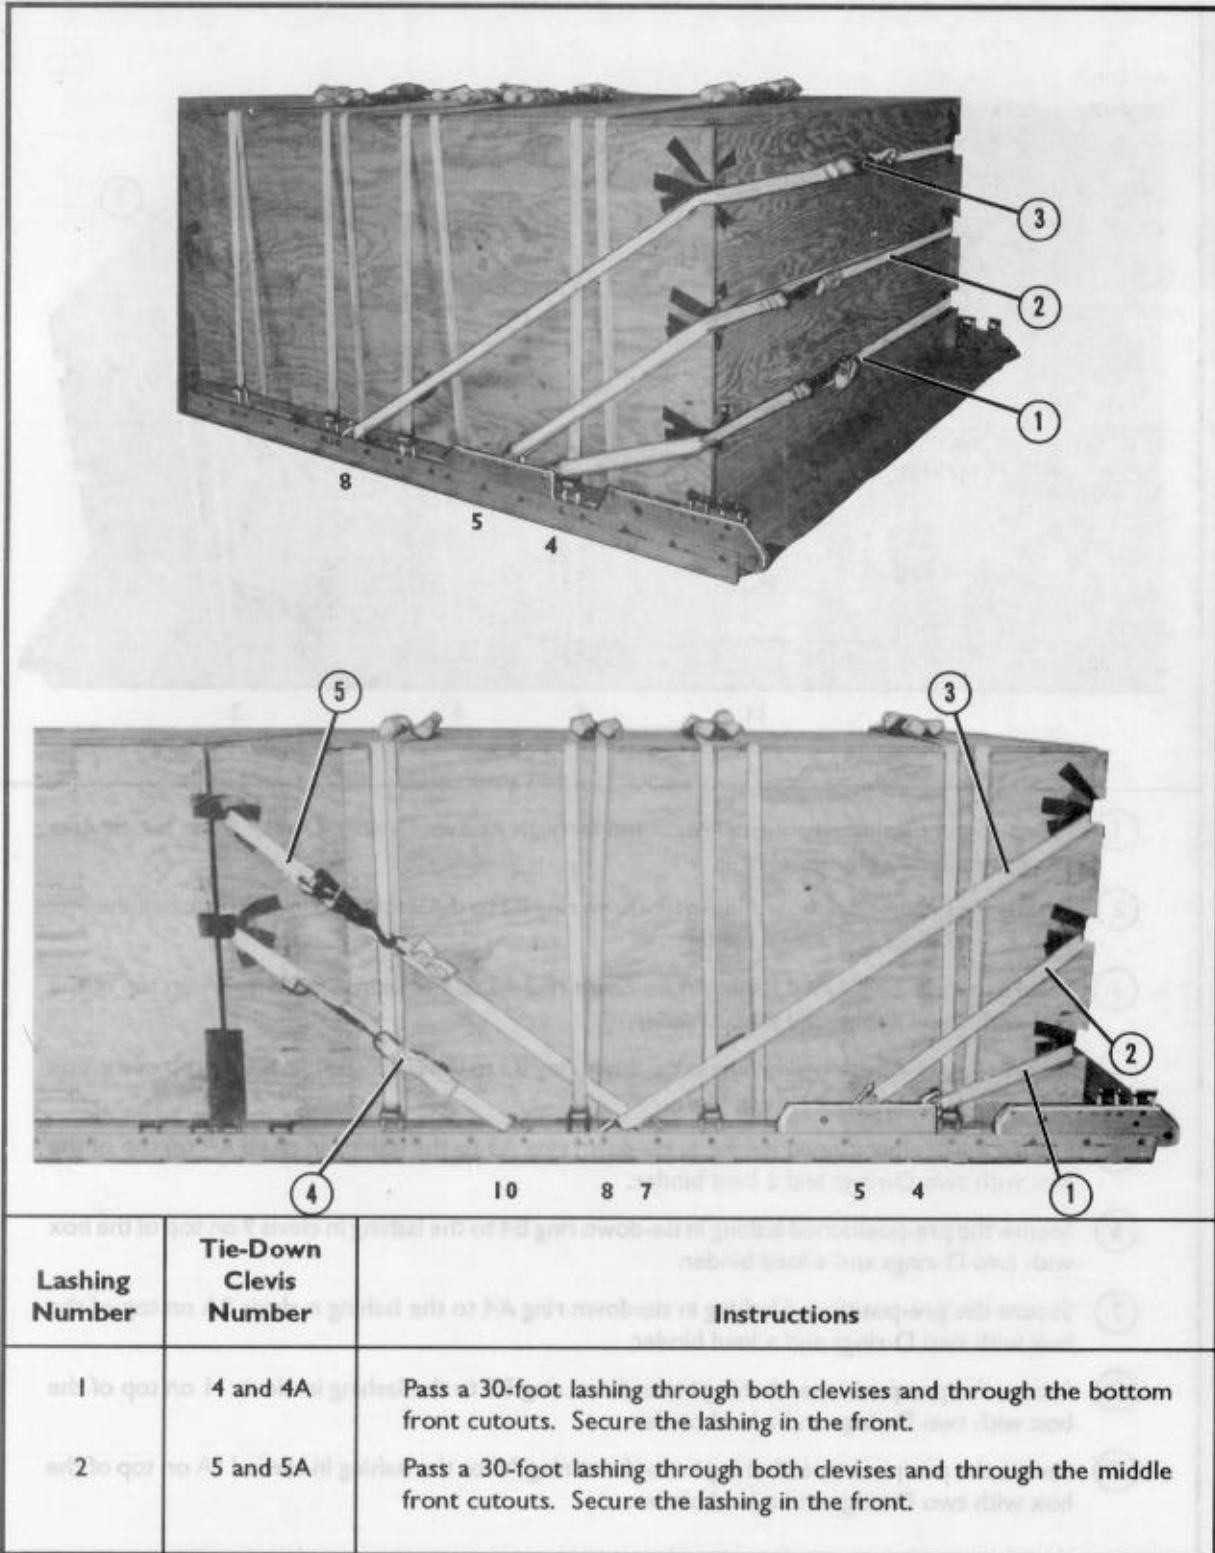 3
2
1
8
5
4
5
3
2
1
4
10
8
7
5
4
Lashing Number
Tie-Down Clevis Number
Instructions
1
4 and 4A
Pass a 30-foot lashing through both clevises and through the bottom
front cutouts. Secure the lashing in the front.
2
5 and 5A
Pass a 30-foot lashing through both clevises and through the middle
front cutouts. Secure the lashing in the front.